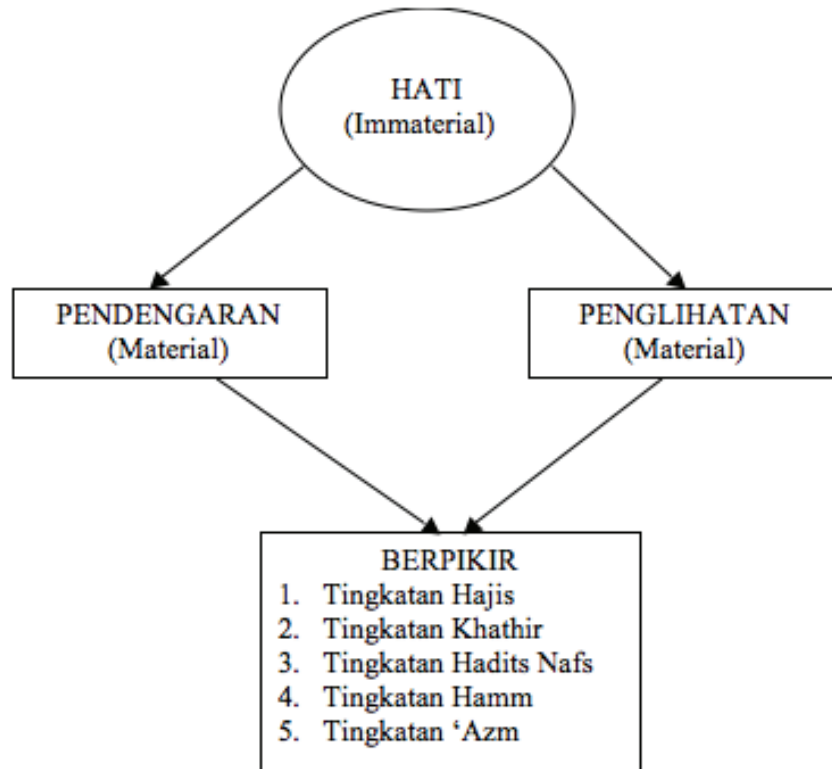 HATI
(Immaterial)
PENDENGARAN
(Material)
PENGLIHATAN
(Material)
BERPIKIR
1. Tingkatan Hajis
2. Tingkatan Khathir
3. Tingkatan Hadits Nafs
4. Tingkatan Hamm
5. Tingkatan ‘Azm